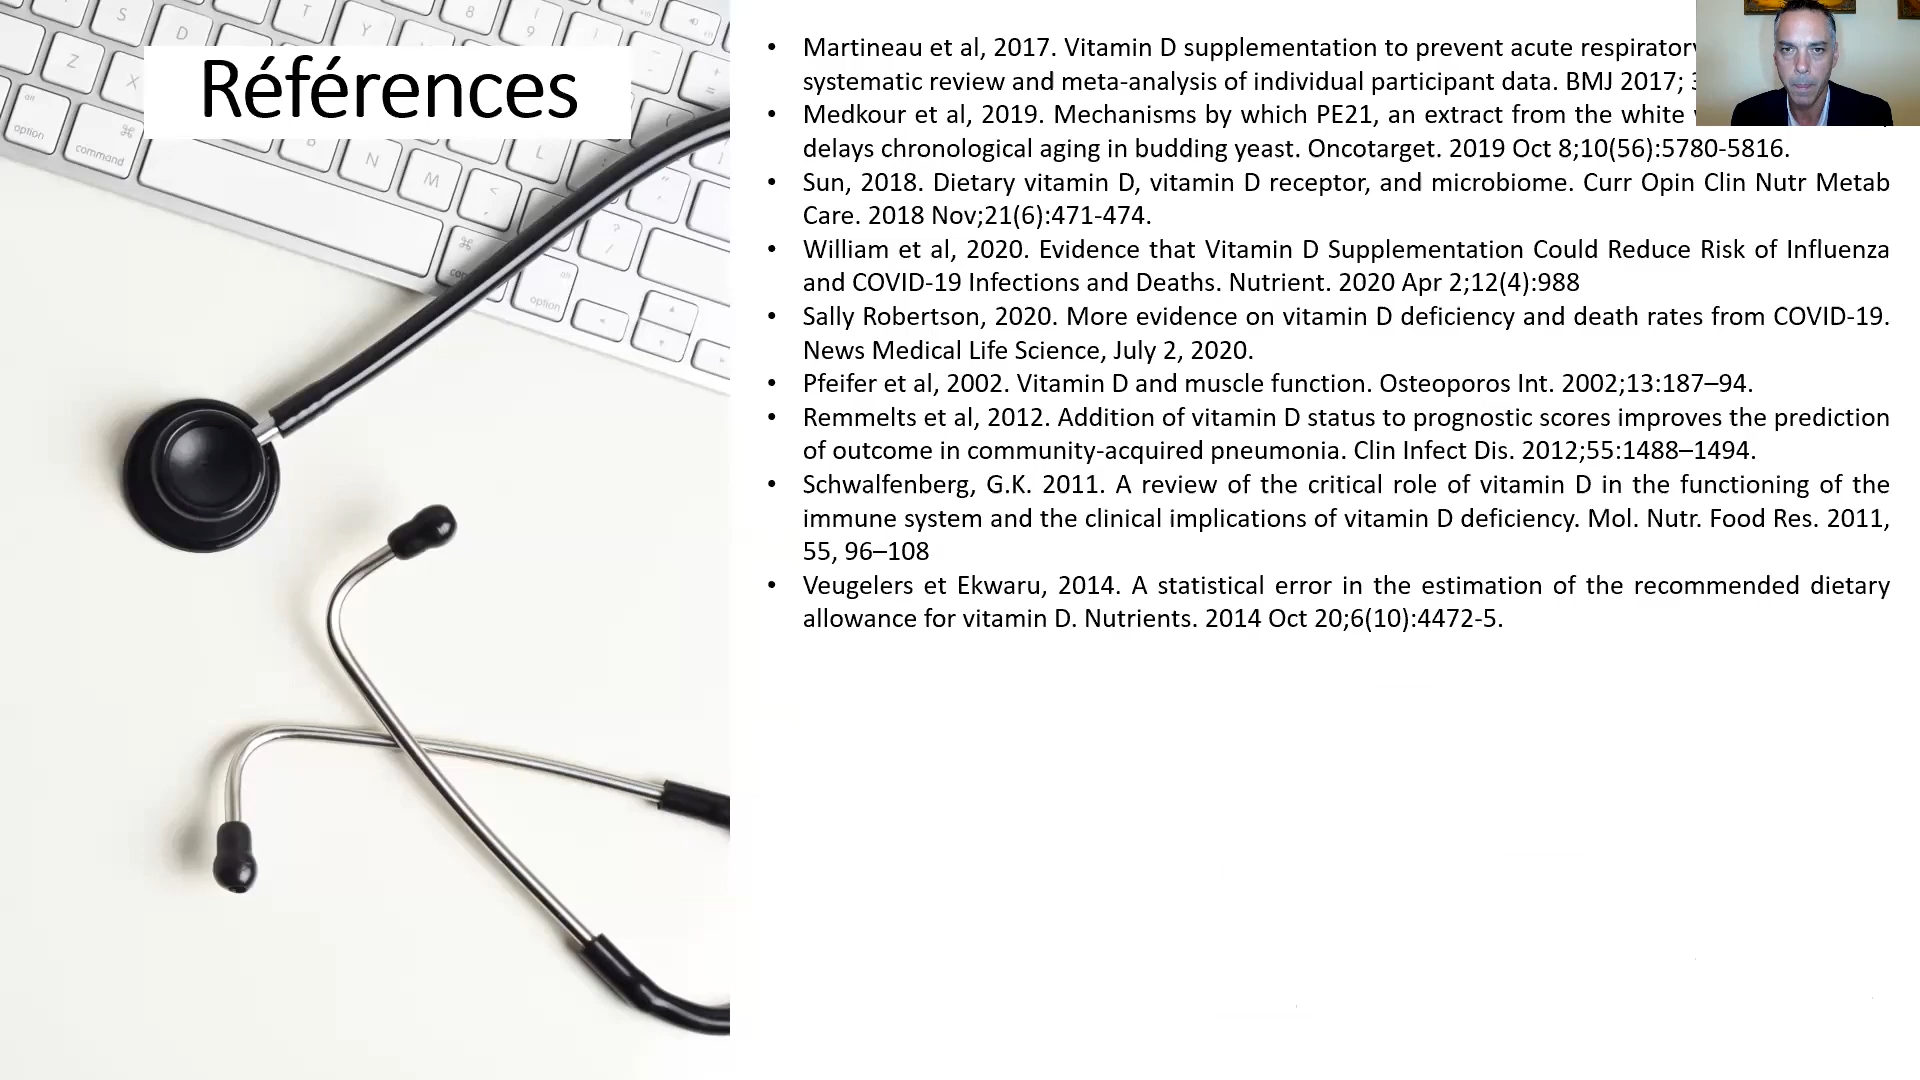 Références
• Martineau et al, 2017. Vitamin D supplementation to prevent acute respiratory
systematic review and meta-analysis of individual participant data. BMJ 2017;
• Medkour et al, 2019. Mechanisms by which PE21, an extract from the white
delays chronological aging in budding yeast. Oncotarget. 2019 Oct 8;10(56):5780-5816.
• Sun, 2018. Dietary vitamin D, vitamin D receptor, and microbiome. Curr Opin Clin Nutr Metab
Care. 2018 Nov;21(6):471-474.
• William et al, 2020. Evidence that Vitamin D Supplementation Could Reduce Risk of Influenza
and COVID-19 Infections and Deaths. Nutrient. 2020 Apr 2;12(4):988
• Sally Robertson, 2020. More evidence on vitamin D deficiency and death rates from COVID-19.
News Medical Life Science, July 2, 2020.
• Pfeifer et al, 2002. Vitamin D and muscle function. Osteoporos Int. 2002;13:187–94.
• Remmelts et al, 2012. Addition of vitamin D status to prognostic scores improves the prediction
of outcome in community-acquired pneumonia. Clin Infect Dis. 2012;55:1488–1494.
• Schwalfenberg, G.K. 2011. A review of the critical role of vitamin D in the functioning of the
immune system and the clinical implications of vitamin D deficiency. Mol. Nutr. Food Res. 2011,
55, 96–108
• Veugelers et Ekwaru, 2014. A statistical error in the estimation of the recommended dietary
allowance for vitamin D. Nutrients. 2014 Oct 20;6(10):4472-5.
S
D
T
Y
8
9
Z
X
alt
option
⌘
command
B
N
M
L
<
?
/
⌘
alt
option